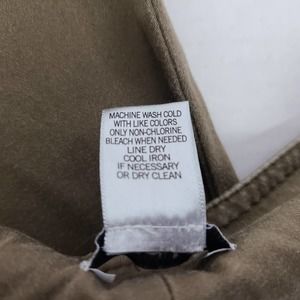 MACHINE WASH COLD
WITH LIKE COLORS
ONLY NON-CHLORINE
BLEACH WHEN NEEDED
LINE DRY
COOL IRON
IF NECESSARY
OR DRY CLEAN